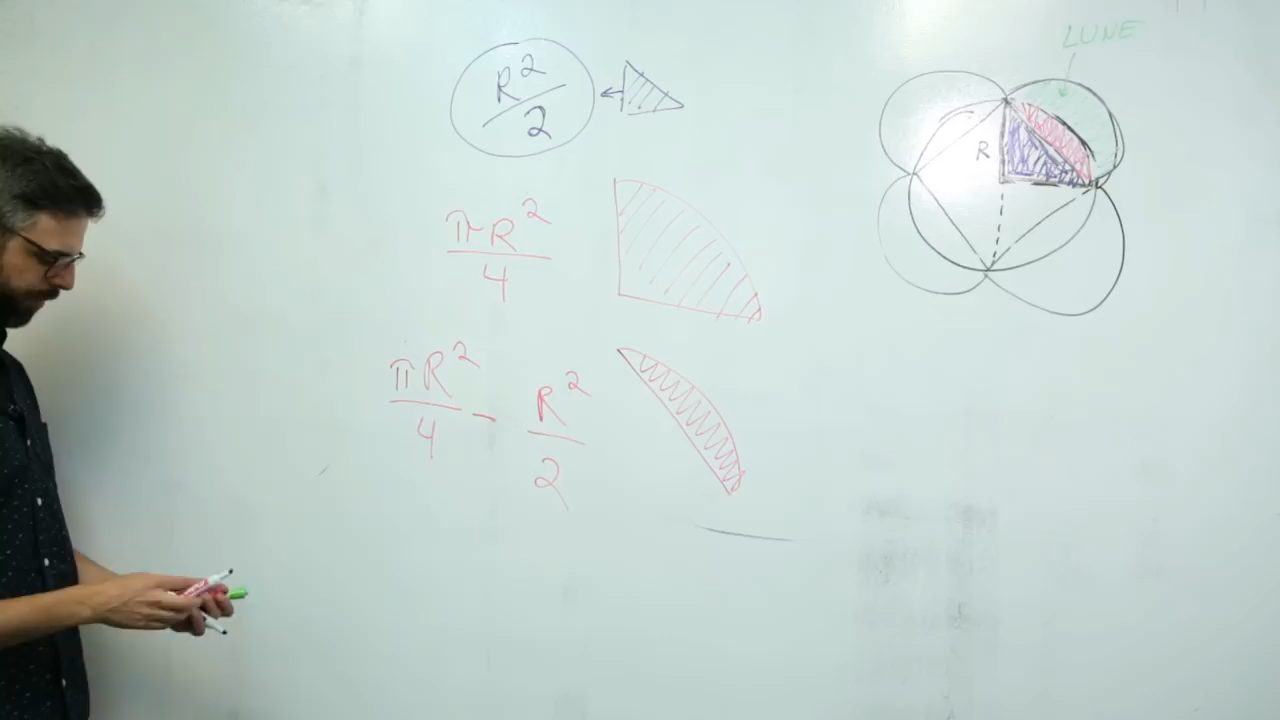 R²/2
πR²/4
πR²/4 - R²/2
LUNE
R